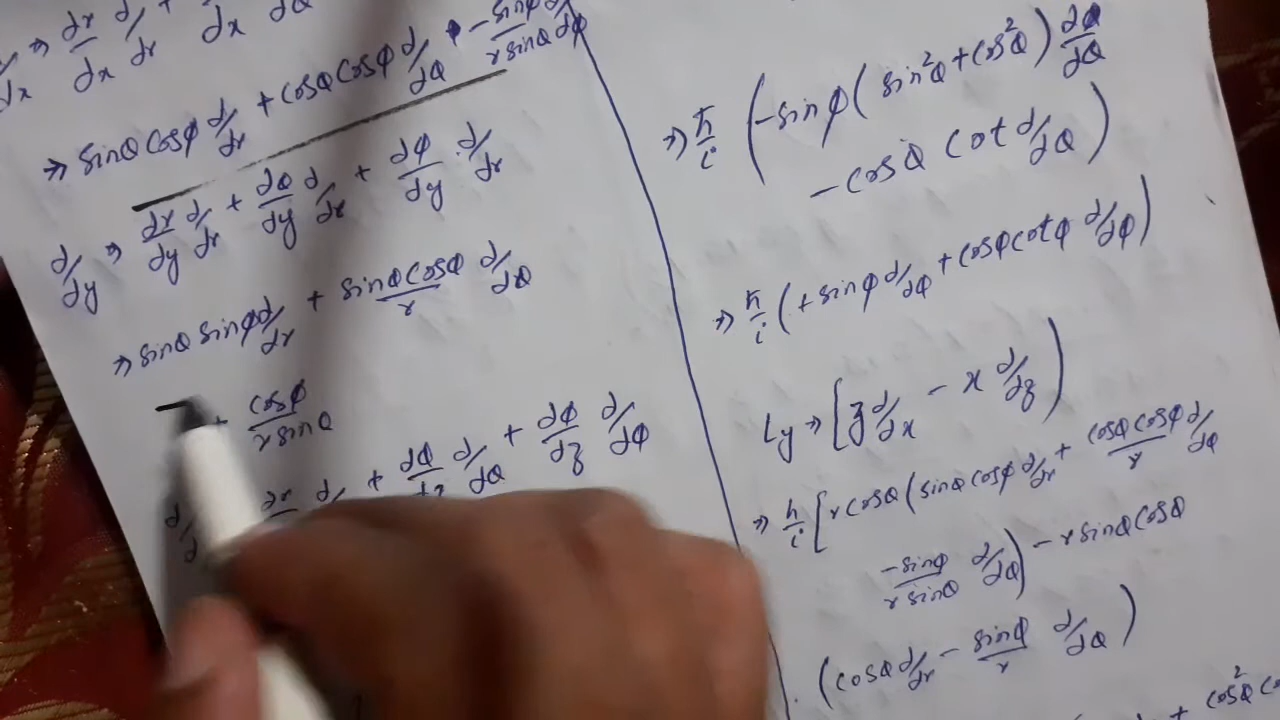 d/dx ⇒ dr/dx d/dr + dθ/dx d/dθ
⇒ sinθ cosφ d/dr + cosθ cosφ d/dθ - sinφ/r sinθ d/dφ
d/dy ⇒ dr/dy d/dr + dθ/dy d/dr + dφ/dy d/dr
⇒ sinθ sinφ d/dr + sinθ cosθ/r d/dθ
+ cosφ/r sinθ
dr d/ + dθ d/dθ + dφ/dz d/dφ
⇒ ħ/i (-sinφ (sin²θ + cos²θ) dθ/dθ
- cosθ cot d/dθ)
⇒ ħ/i (+ sinφ d/dθ + cosφ cotφ d/dφ)
Ly ⇒ [z d/dx - x d/dz)
⇒ ħ/i [r cosθ (sinθ cosφ d/dr + cosθ cosφ/r d/dθ
-sinφ/r sinθ d/dθ) - r sinθ cosθ
(cosθ d/dr - sinθ/r d/dθ)
+ cos²θ